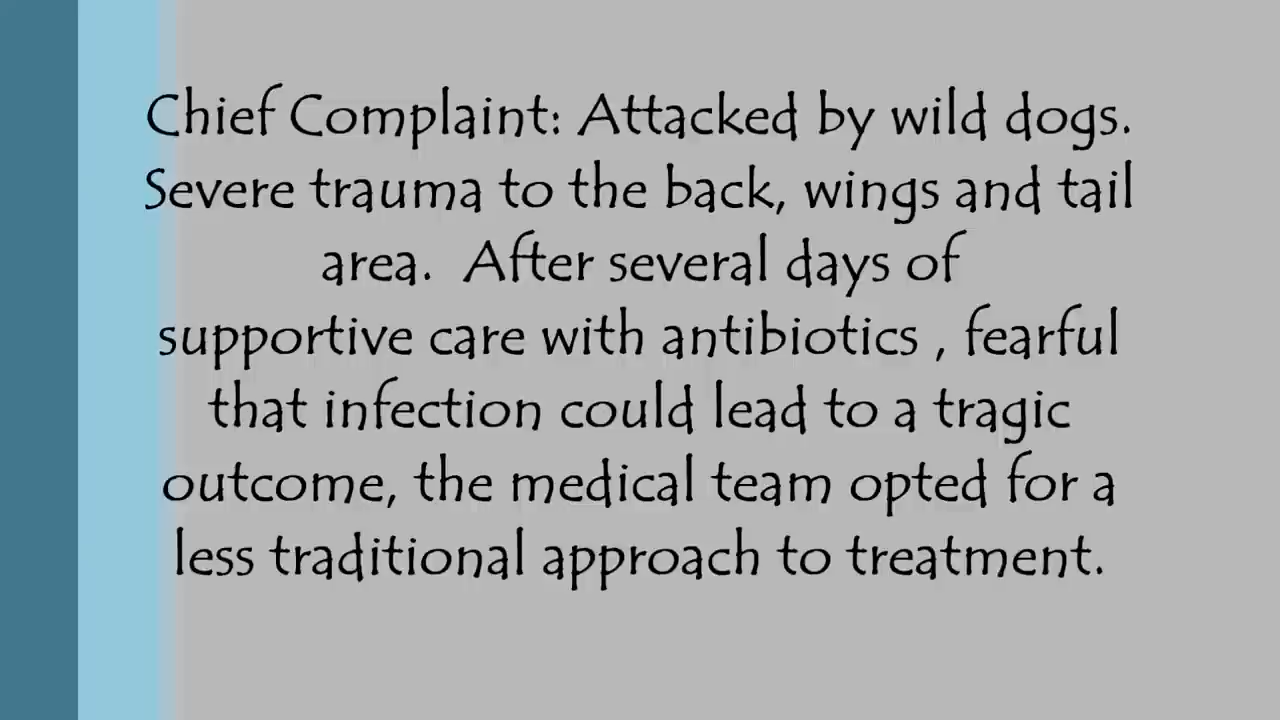 Chief Complaint: Attacked by wild dogs.
Severe trauma to the back, wings and tail
area.  After several days of
supportive care with antibiotics , fearful
that infection could lead to a tragic
outcome, the medical team opted for a
less traditional approach to treatment.